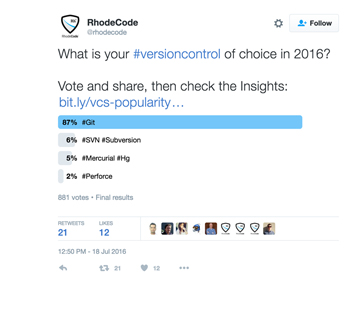 RhodeCode
@rhodecode
Follow
What is your #versioncontrol of choice in 2016?
Vote and share, then check the Insights:
bit.ly/vcs-popularity…
87% #Git
6% #SVN #Subversion
5% #Mercurial #Hg
2% #Perforce
881 votes • Final results
RETWEETS LIKES
21 12
12:50 PM - 18 Jul 2016
21 12